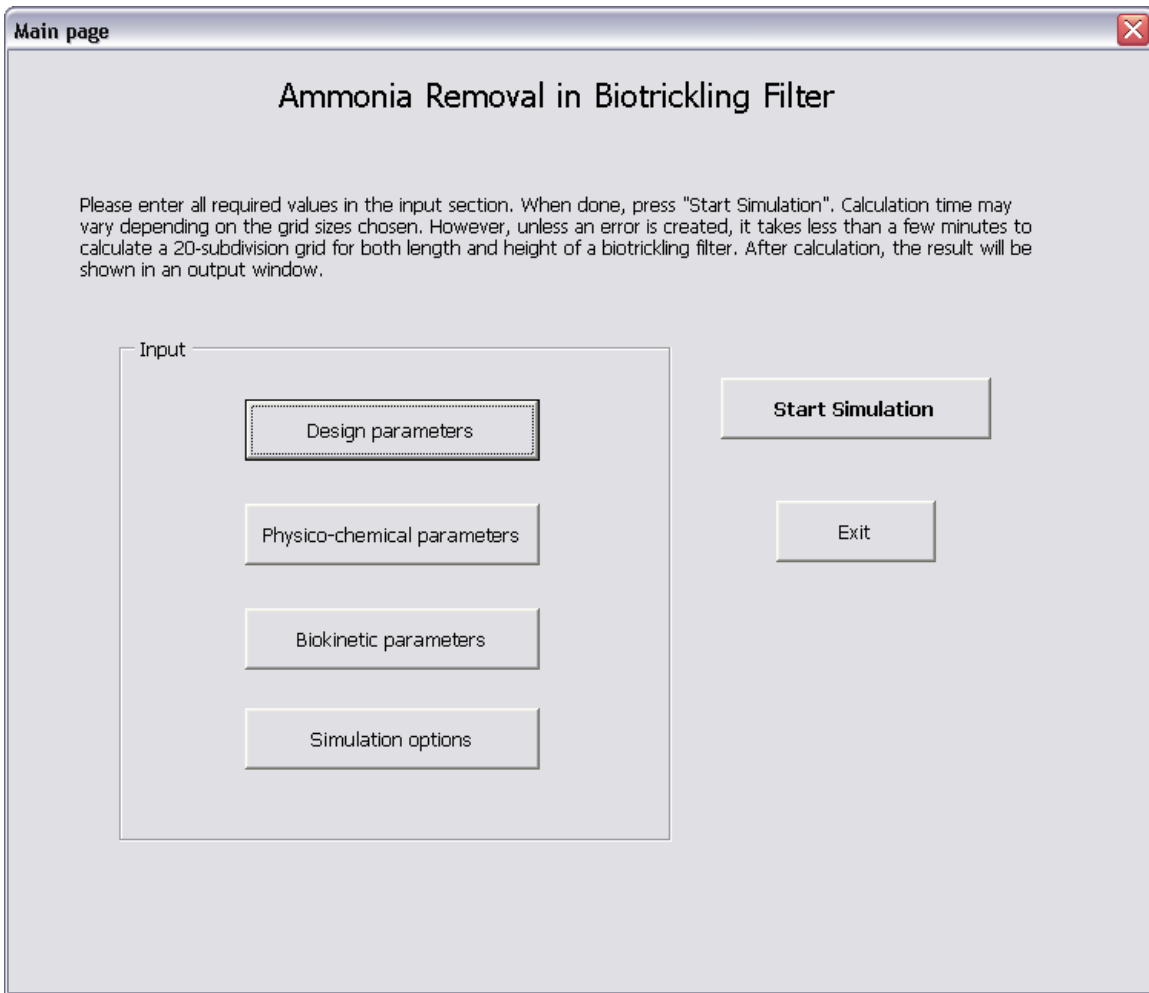 Main page
Ammonia Removal in Biotrickling Filter
Please enter all required values in the input section. When done, press "Start Simulation". Calculation time may
vary depending on the grid sizes chosen. However, unless an error is created, it takes less than a few minutes to
calculate a 20-subdivision grid for both length and height of a biotrickling filter. After calculation, the result will be
shown in an output window.
Input
Design parameters
Physico-chemical parameters
Biokinetic parameters
Simulation options
Start Simulation
Exit